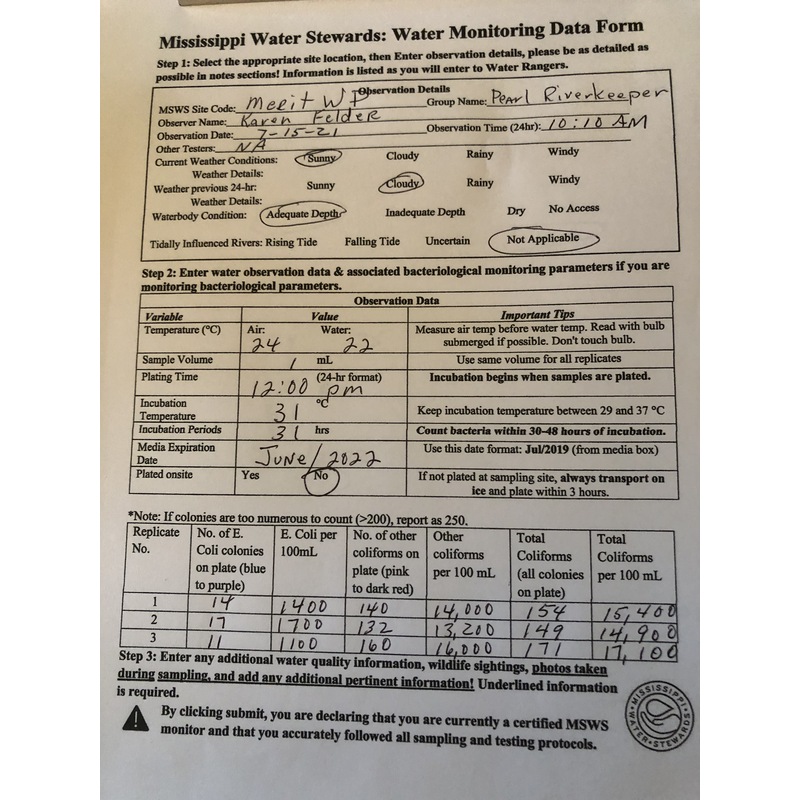 Mississippi Water Stewards: Water Monitoring Data Form
Step 1: Select the appropriate site location, then Enter observation details, please be as detailed as
possible in notes sections! Information is listed as you will enter to Water Rangers.
Observation Details
MSWS Site Code: Merit WP Group Name: Pearl Riverkeeper
Observer Name: Karen Felder
Observation Date: 7-15-21 Observation Time (24hr): 10:10 AM
Other Testers: NA
Current Weather Conditions: Sunny Cloudy Rainy Windy
Weather Details:
Weather previous 24-hr: Sunny Cloudy Rainy Windy
Weather Details:
Waterbody Condition: Adequate Depth Inadequate Depth Dry No Access
Tidally Influenced Rivers: Rising Tide Falling Tide Uncertain Not Applicable
Step 2: Enter water observation data & associated bacteriological monitoring parameters if you are
monitoring bacteriological parameters.
Observation Data
Variable Value Important Tips
Temperature (°C) Air: Water: Measure air temp before water temp. Read with bulb
24 22 submerged if possible. Don't touch bulb.
Sample Volume 1 mL Use same volume for all replicates
Plating Time (24-hr format) Incubation begins when samples are plated.
12:00 pm
Incubation °C
Temperature 31 Keep incubation temperature between 29 and 37 °C
Incubation Periods 31 hrs Count bacteria within 30-48 hours of incubation.
Media Expiration Use this date format: Jul/2019 (from media box)
Date June/2022
Plated onsite Yes No If not plated at sampling site, always transport on
ice and plate within 3 hours.
*Note: If colonies are too numerous to count (>200), report as 250.
Replicate No. of E. E. Coli per No. of other Other Total Total
No. Coli colonies 100mL coliforms on coliforms Coliforms Coliforms
on plate (blue plate (pink per 100 mL (all colonies per 100 mL
to purple) to dark red) on plate)
1 14 1400 140 14,000 154 15,400
2 17 1700 132 13,200 149 14,900
3 11 1100 160 16,000 171 17,100
Step 3: Enter any additional water quality information, wildlife sightings, photos taken
during sampling, and add any additional pertinent information! Underlined information
is required.
By clicking submit, you are declaring that you are currently a certified MSWS
monitor and that you accurately followed all sampling and testing protocols.
MISSISSIPPI
WATER STEWARDS